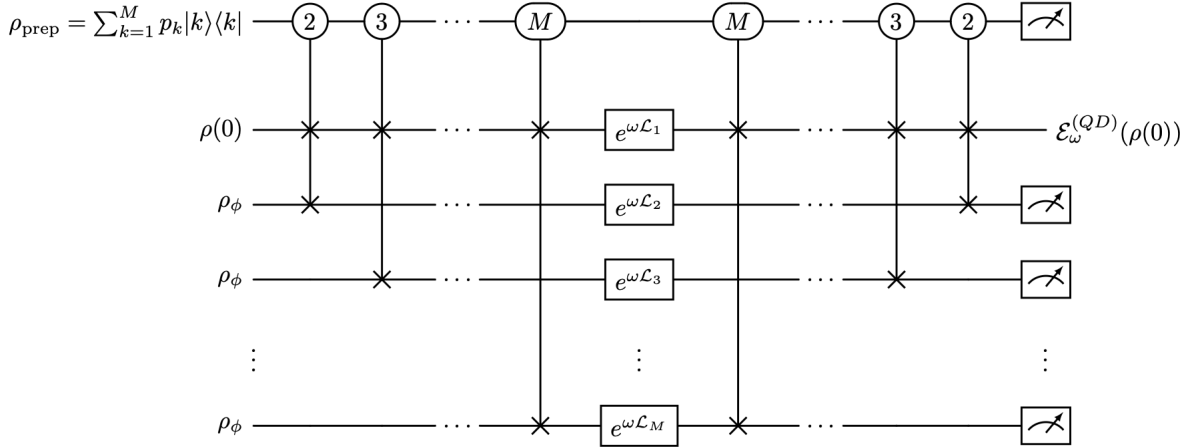 ρ_prep = ∑_{k=1}^{M} p_k|k⟩⟨k| 2 3 ⋯ M M ⋯ 3 2
ρ(0) ⋯ e^{ωℒ_1} ⋯ ℰ_ω^{(QD)}(ρ(0))
ρ_ϕ ⋯ e^{ωℒ_2} ⋯
ρ_ϕ ⋯ e^{ωℒ_3} ⋯
⋮ ⋮ ⋮
ρ_ϕ ⋯ e^{ωℒ_M} ⋯